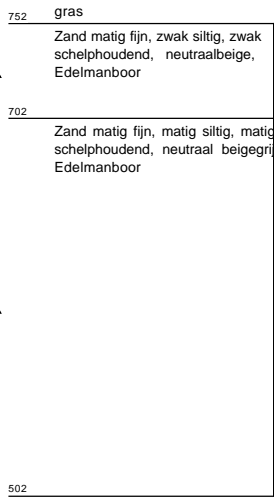 752 gras
Zand matig fijn, zwak siltig, zwak
schelphoudend, neutraalbeige,
Edelmanboor
702
Zand matig fijn, matig siltig, matig
schelphoudend, neutraal beigegrij
Edelmanboor
502